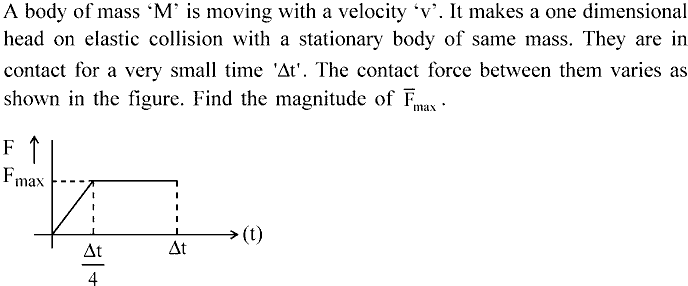 A body of mass ‘M’ is moving with a velocity ‘v’. It makes a one dimensional
head on elastic collision with a stationary body of same mass. They are in
contact for a very small time 'Δt'. The contact force between them varies as
shown in the figure. Find the magnitude of F̅max .
F
Fmax
(t)
Δt/4
Δt